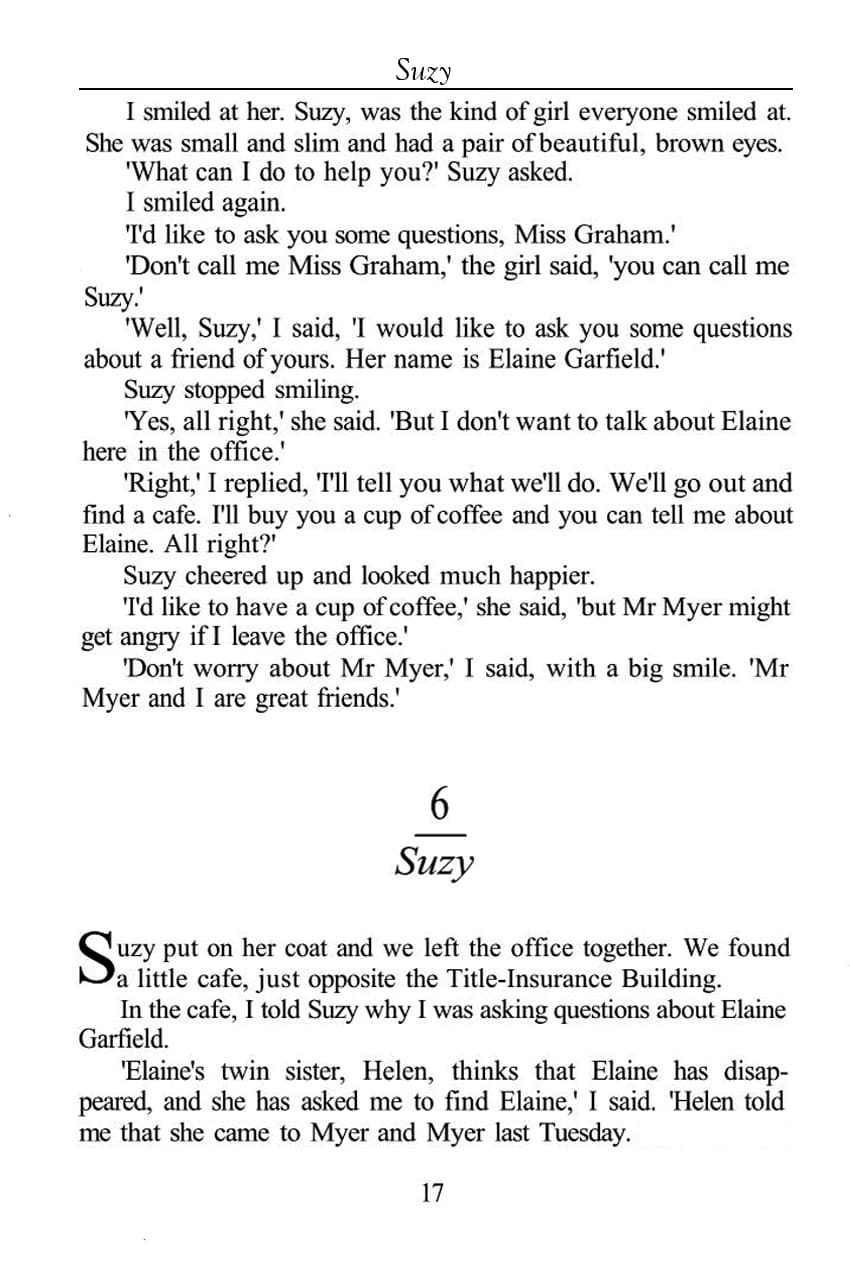 Suzy
I smiled at her. Suzy, was the kind of girl everyone smiled at.
She was small and slim and had a pair of beautiful, brown eyes.
'What can I do to help you?' Suzy asked.
I smiled again.
'I'd like to ask you some questions, Miss Graham.'
'Don't call me Miss Graham,' the girl said, 'you can call me
Suzy.'
'Well, Suzy,' I said, 'I would like to ask you some questions
about a friend of yours. Her name is Elaine Garfield.'
Suzy stopped smiling.
'Yes, all right,' she said. 'But I don't want to talk about Elaine
here in the office.'
'Right,' I replied, 'I'll tell you what we'll do. We'll go out and
find a cafe. I'll buy you a cup of coffee and you can tell me about
Elaine. All right?'
Suzy cheered up and looked much happier.
'I'd like to have a cup of coffee,' she said, 'but Mr Myer might
get angry if I leave the office.'
'Don't worry about Mr Myer,' I said, with a big smile. 'Mr
Myer and I are great friends.'
6
Suzy
Suzy put on her coat and we left the office together. We found
a little cafe, just opposite the Title-Insurance Building.
In the cafe, I told Suzy why I was asking questions about Elaine
Garfield.
'Elaine's twin sister, Helen, thinks that Elaine has disap-
peared, and she has asked me to find Elaine,' I said. 'Helen told
me that she came to Myer and Myer last Tuesday.
17